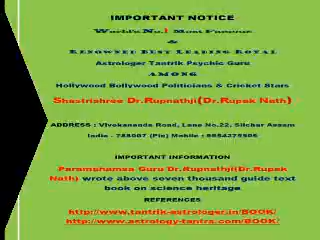 IMPORTANT NOTICE
World's No.1 Most Famous
&
Renowned Best Leading Royal
Astrologer Tantrik Psychic Guru
AMONG
Hollywood Bollywood Politicians & Cricket Stars
Shastrishree Dr.Rupnathji(Dr.Rupak Nath)
ADDRESS : Vivekananda Road, Lane No.22, Silchar Assam
India - 788007 (Pin) Mobile :
IMPORTANT INFORMATION
Paramahamsa Guru Dr.Rupnathji(Dr.Rupak
Nath) wrote above seven thousand guide text
book on science heritage
REFERENCES
http://www.tantrik-astrologer.in/BOOK/
http://www.astrology-tantra.com/BOOK/